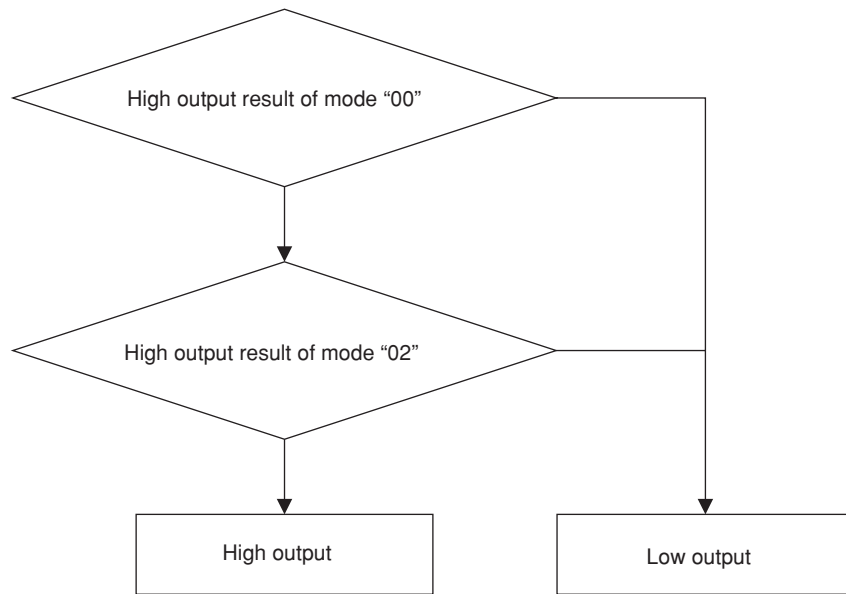 High output result of mode “00”
High output result of mode “02”
High output
Low output